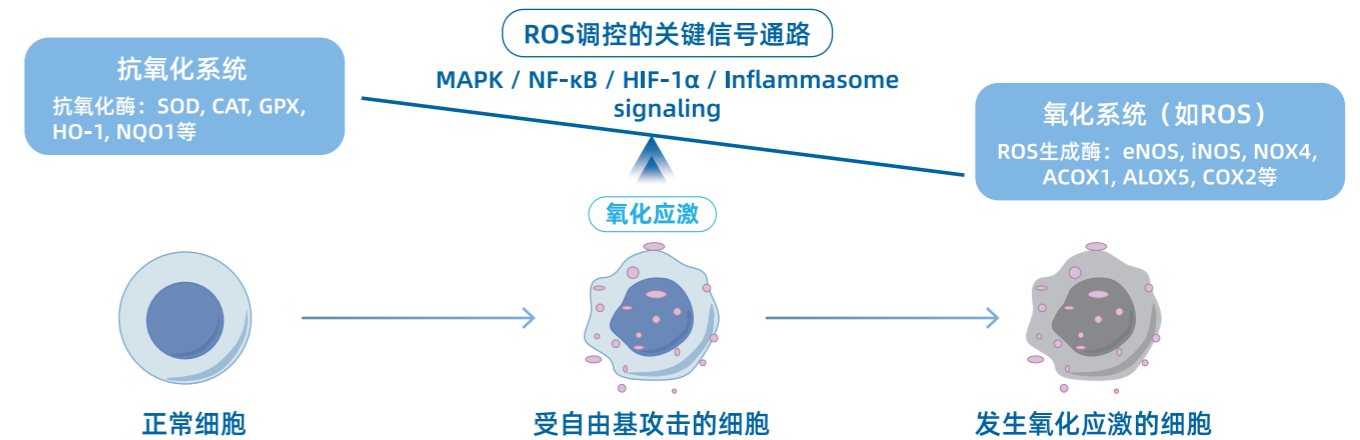 ROS调控的关键信号通路
MAPK / NF-κB / HIF-1α / Inflammasome
signaling
抗氧化系统
抗氧化酶：SOD, CAT, GPX,
HO-1, NQO1等
氧化系统（如ROS）
ROS生成酶：eNOS, iNOS, NOX4,
ACOX1, ALOX5, COX2等
氧化应激
正常细胞
受自由基攻击的细胞
发生氧化应激的细胞